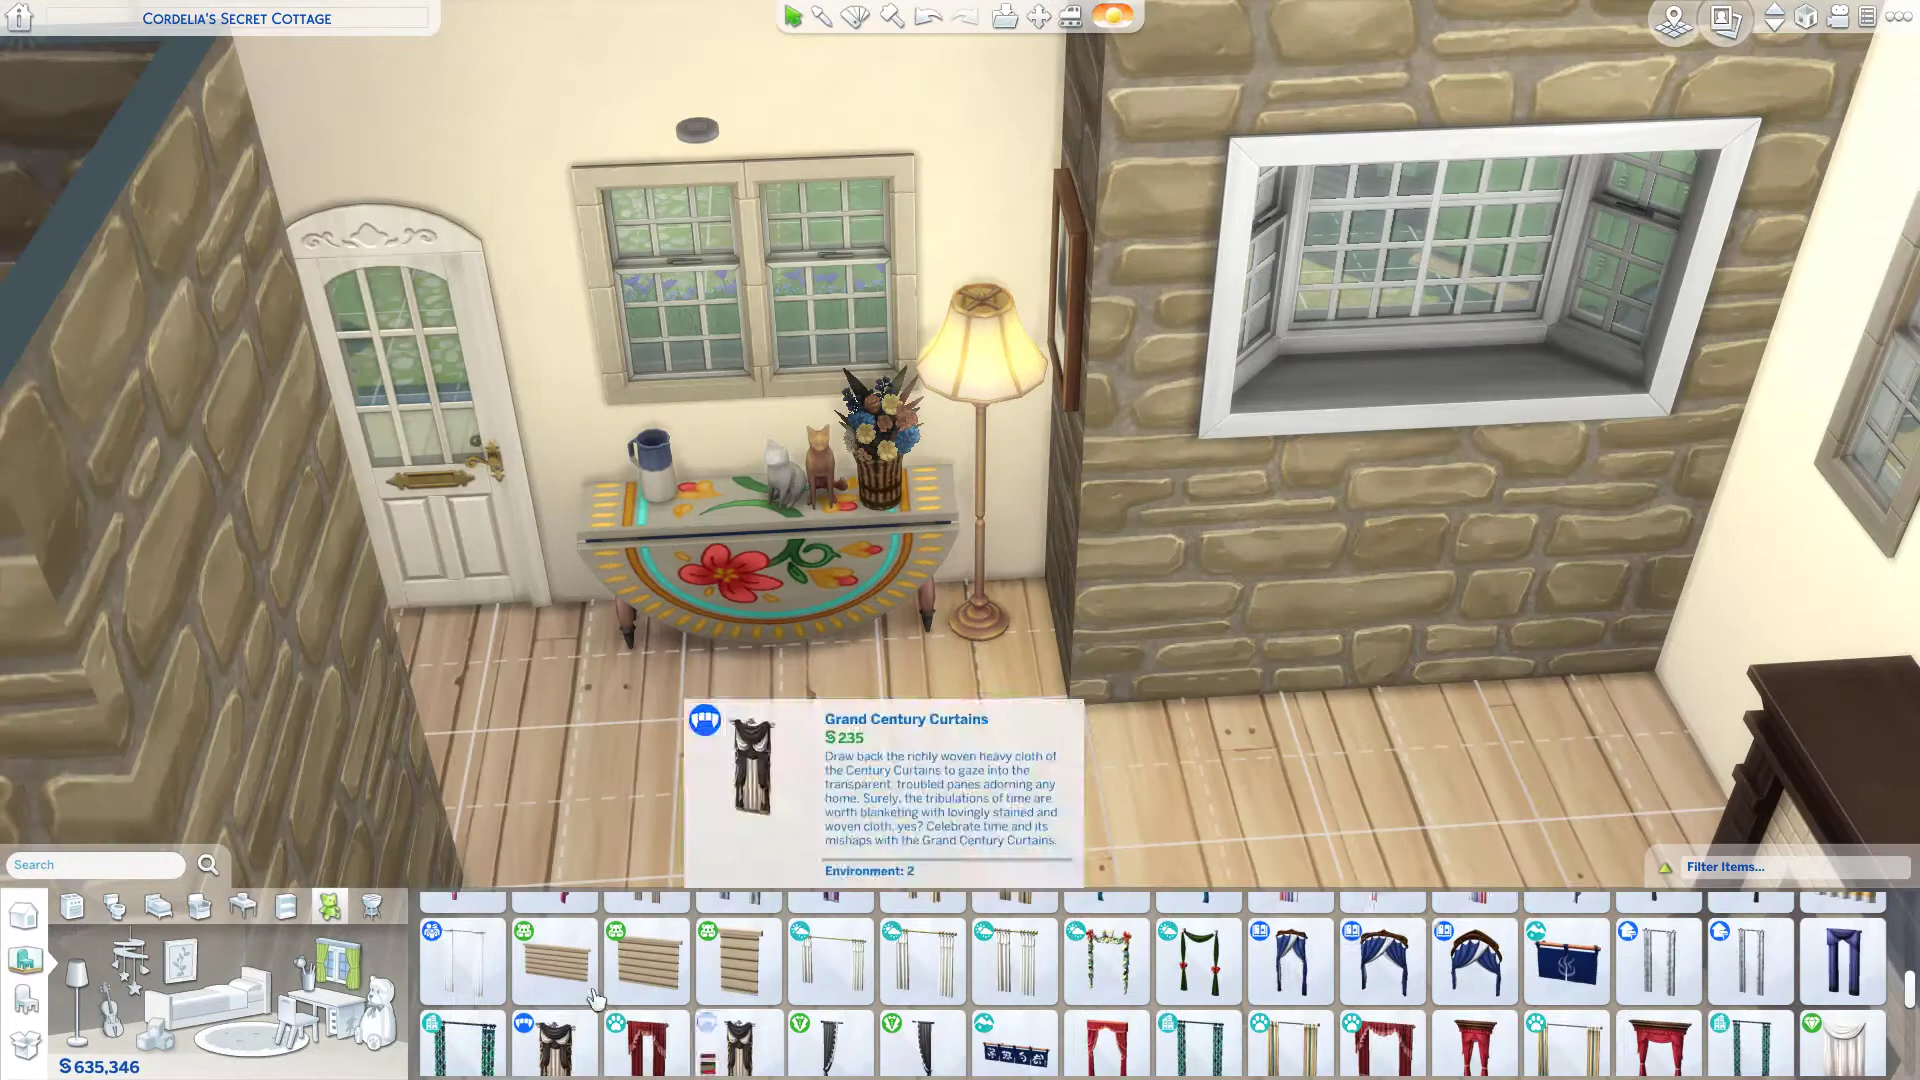 CORDELIA'S SECRET COTTAGE
Grand Century Curtains
§235
Draw back the richly woven heavy cloth of
the Century Curtains to gaze into the
transparent, troubled panes adorning any
home. Surely, the tribulations of time are
worth blanketing with lovingly stained and
woven cloth, yes? Celebrate time and its
mishaps with the Grand Century Curtains.
Environment: 2
Search
Filter Items...
§635,346